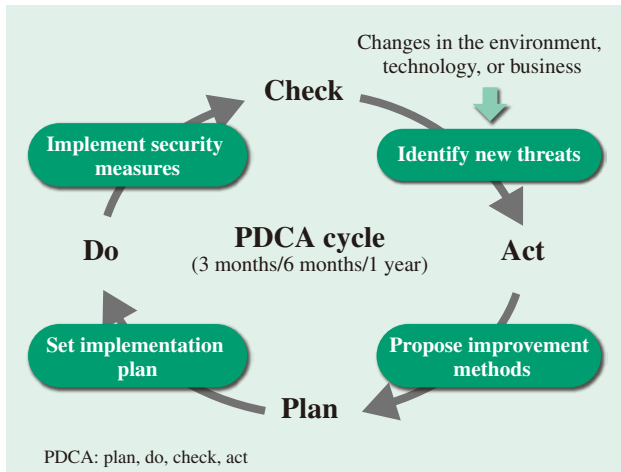 Changes in the environment,
technology, or business
Check
Implement security
measures
Identify new threats
Do
PDCA cycle
(3 months/6 months/1 year)
Act
Set implementation
plan
Propose improvement
methods
Plan
PDCA: plan, do, check, act